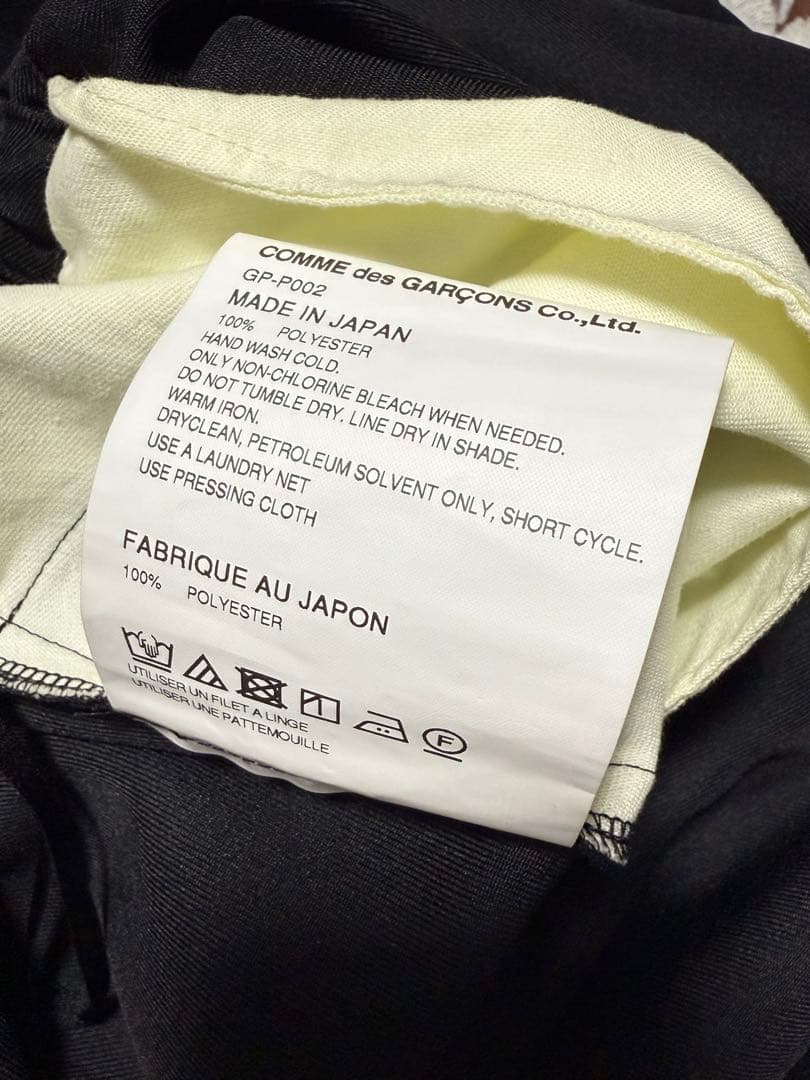 COMME des GARÇONS Co.,Ltd.
GP-P002
MADE IN JAPAN
100% POLYESTER
HAND WASH COLD.
ONLY NON-CHLORINE BLEACH WHEN NEEDED.
DO NOT TUMBLE DRY. LINE DRY IN SHADE.
WARM IRON.
DRYCLEAN, PETROLEUM SOLVENT ONLY, SHORT CYCLE.
USE A LAUNDRY NET
USE PRESSING CLOTH
FABRIQUE AU JAPON
100% POLYESTER
F
UTILISER UN FILET A LINGE
UTILISER UNE PATTEMOUILLE